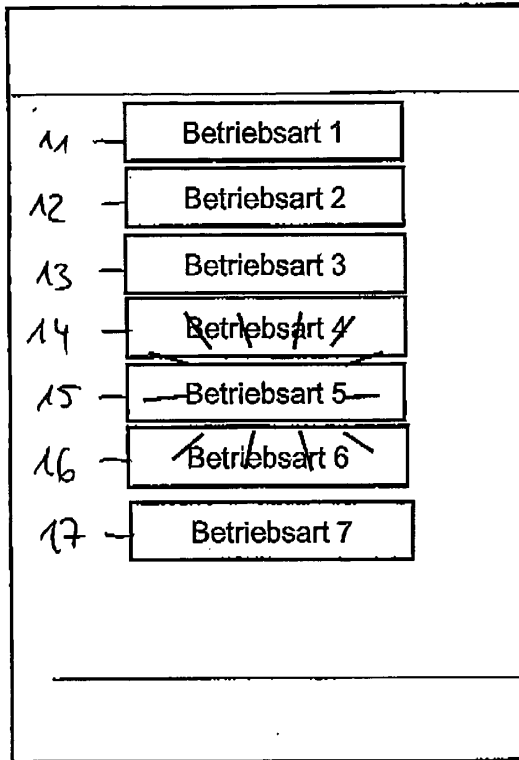 11 Betriebsart 1
12 Betriebsart 2
13 Betriebsart 3
14 Betriebsart 4
15 Betriebsart 5
16 Betriebsart 6
17 Betriebsart 7